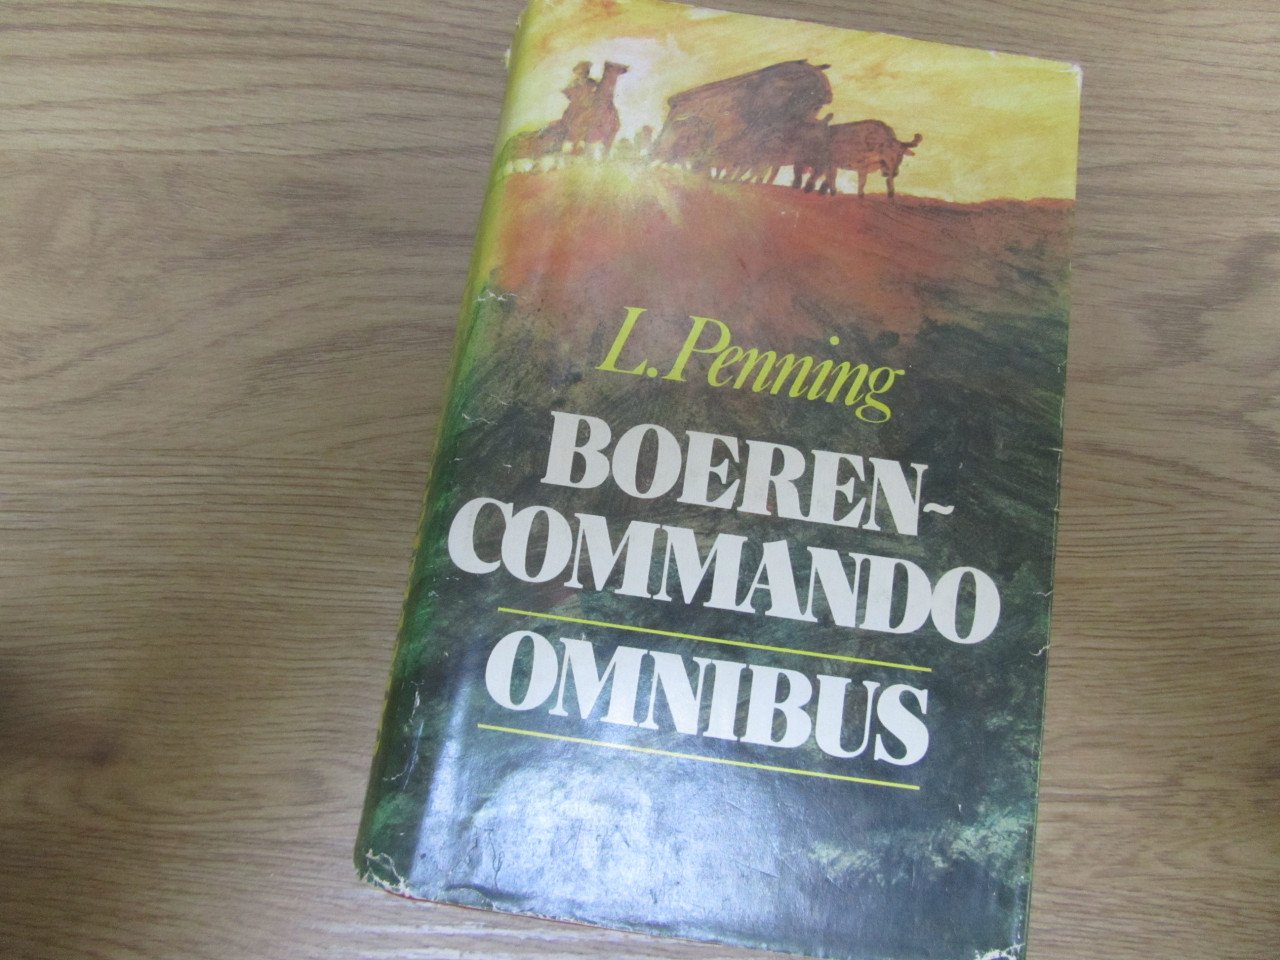 L. Penning
BOEREN-
COMMANDO
OMNIBUS